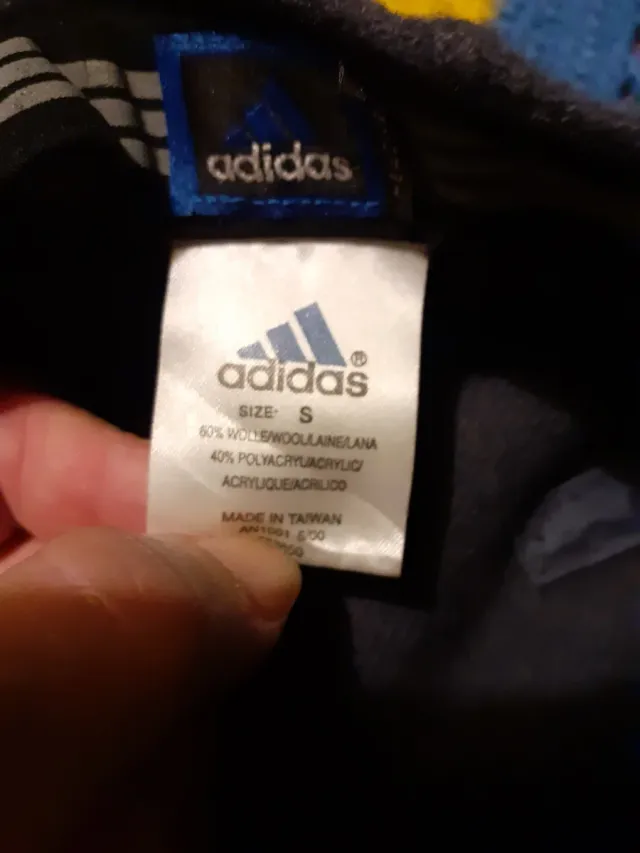 adidas
adidas®
SIZE: S
60% WOLLE/WOOL/LAINE/LANA
40% POLYACRYL/ACRYLIC/
ACRYLIQUE/ACRILICO
MADE IN TAIWAN